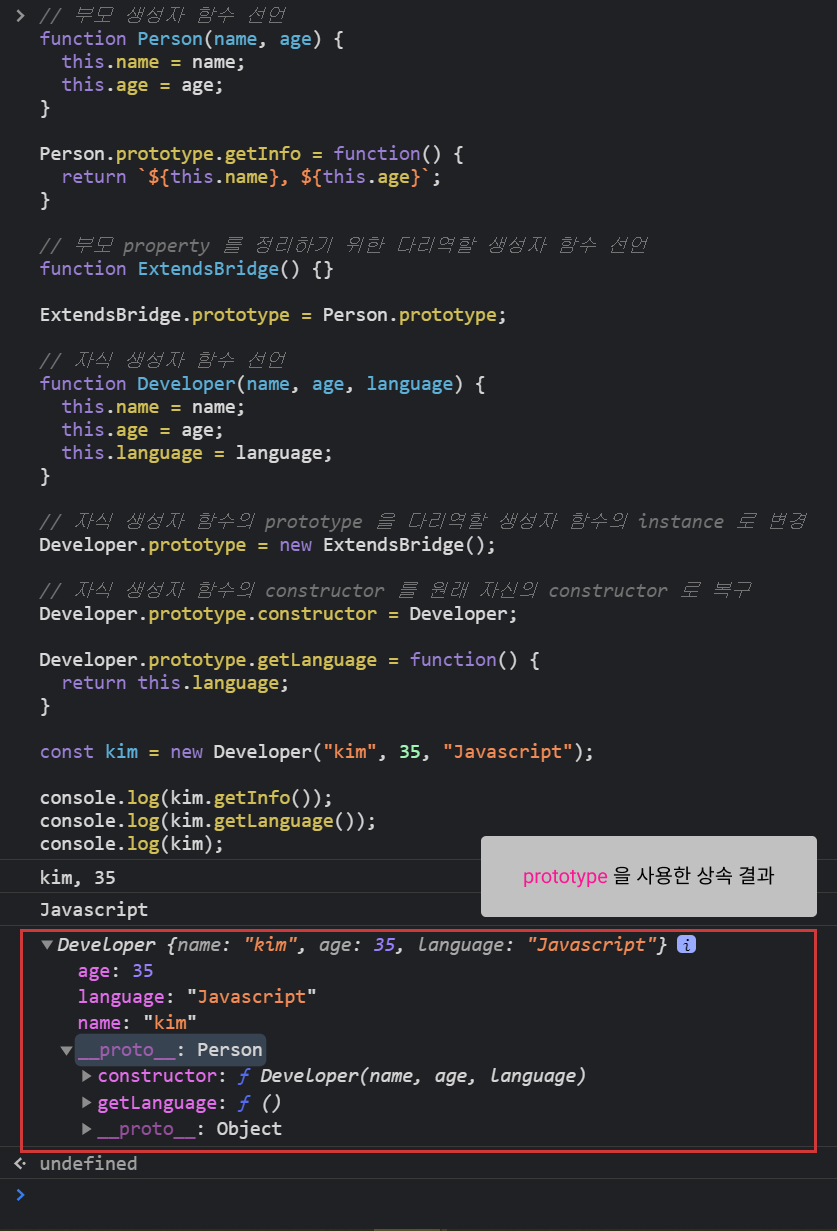 // 부모 생성자 함수 선언
function Person(name, age) {
  this.name = name;
  this.age = age;
}

Person.prototype.getInfo = function() {
  return `${this.name}, ${this.age}`;
}

// 부모 property 를 정리하기 위한 다리역할 생성자 함수 선언
function ExtendsBridge() {}

ExtendsBridge.prototype = Person.prototype;

// 자식 생성자 함수 선언
function Developer(name, age, language) {
  this.name = name;
  this.age = age;
  this.language = language;
}

// 자식 생성자 함수의 prototype 을 다리역할 생성자 함수의 instance 로 변경
Developer.prototype = new ExtendsBridge();

// 자식 생성자 함수의 constructor 를 원래 자신의 constructor 로 복구
Developer.prototype.constructor = Developer;

Developer.prototype.getLanguage = function() {
  return this.language;
}

const kim = new Developer("kim", 35, "Javascript");

console.log(kim.getInfo());
console.log(kim.getLanguage());
console.log(kim);
kim, 35
prototype 을 사용한 상속 결과
Javascript
Developer {name: "kim", age: 35, language: "Javascript"} i
age: 35
language: "Javascript"
name: "kim"
__proto__: Person
constructor: ƒ Developer(name, age, language)
getLanguage: ƒ ()
__proto__: Object
undefined